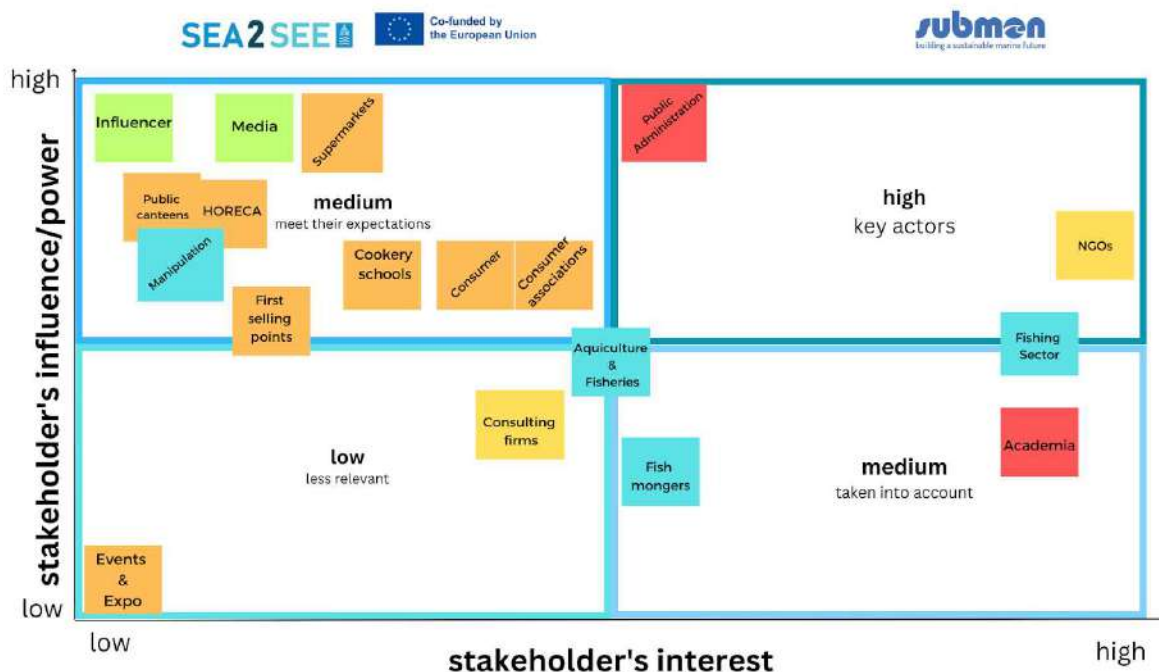 SEA2SEE
Co-funded by
the European Union
submon
building a sustainable marine future
high
stakeholder's influence/power
low
Influencer
Media
Supermarkets
Public
Administration
Public
canteens
HORECA
medium
meet their expectations
high
key actors
NGOs
Manipulation
Cookery
schools
Consumer
Consumer
associations
First
selling
points
Aquiculture
&
Fisheries
Fishing
Sector
Consulting
firms
low
less relevant
Fish
mongers
medium
taken into account
Academia
Events
&
Expo
low
stakeholder's interest
high